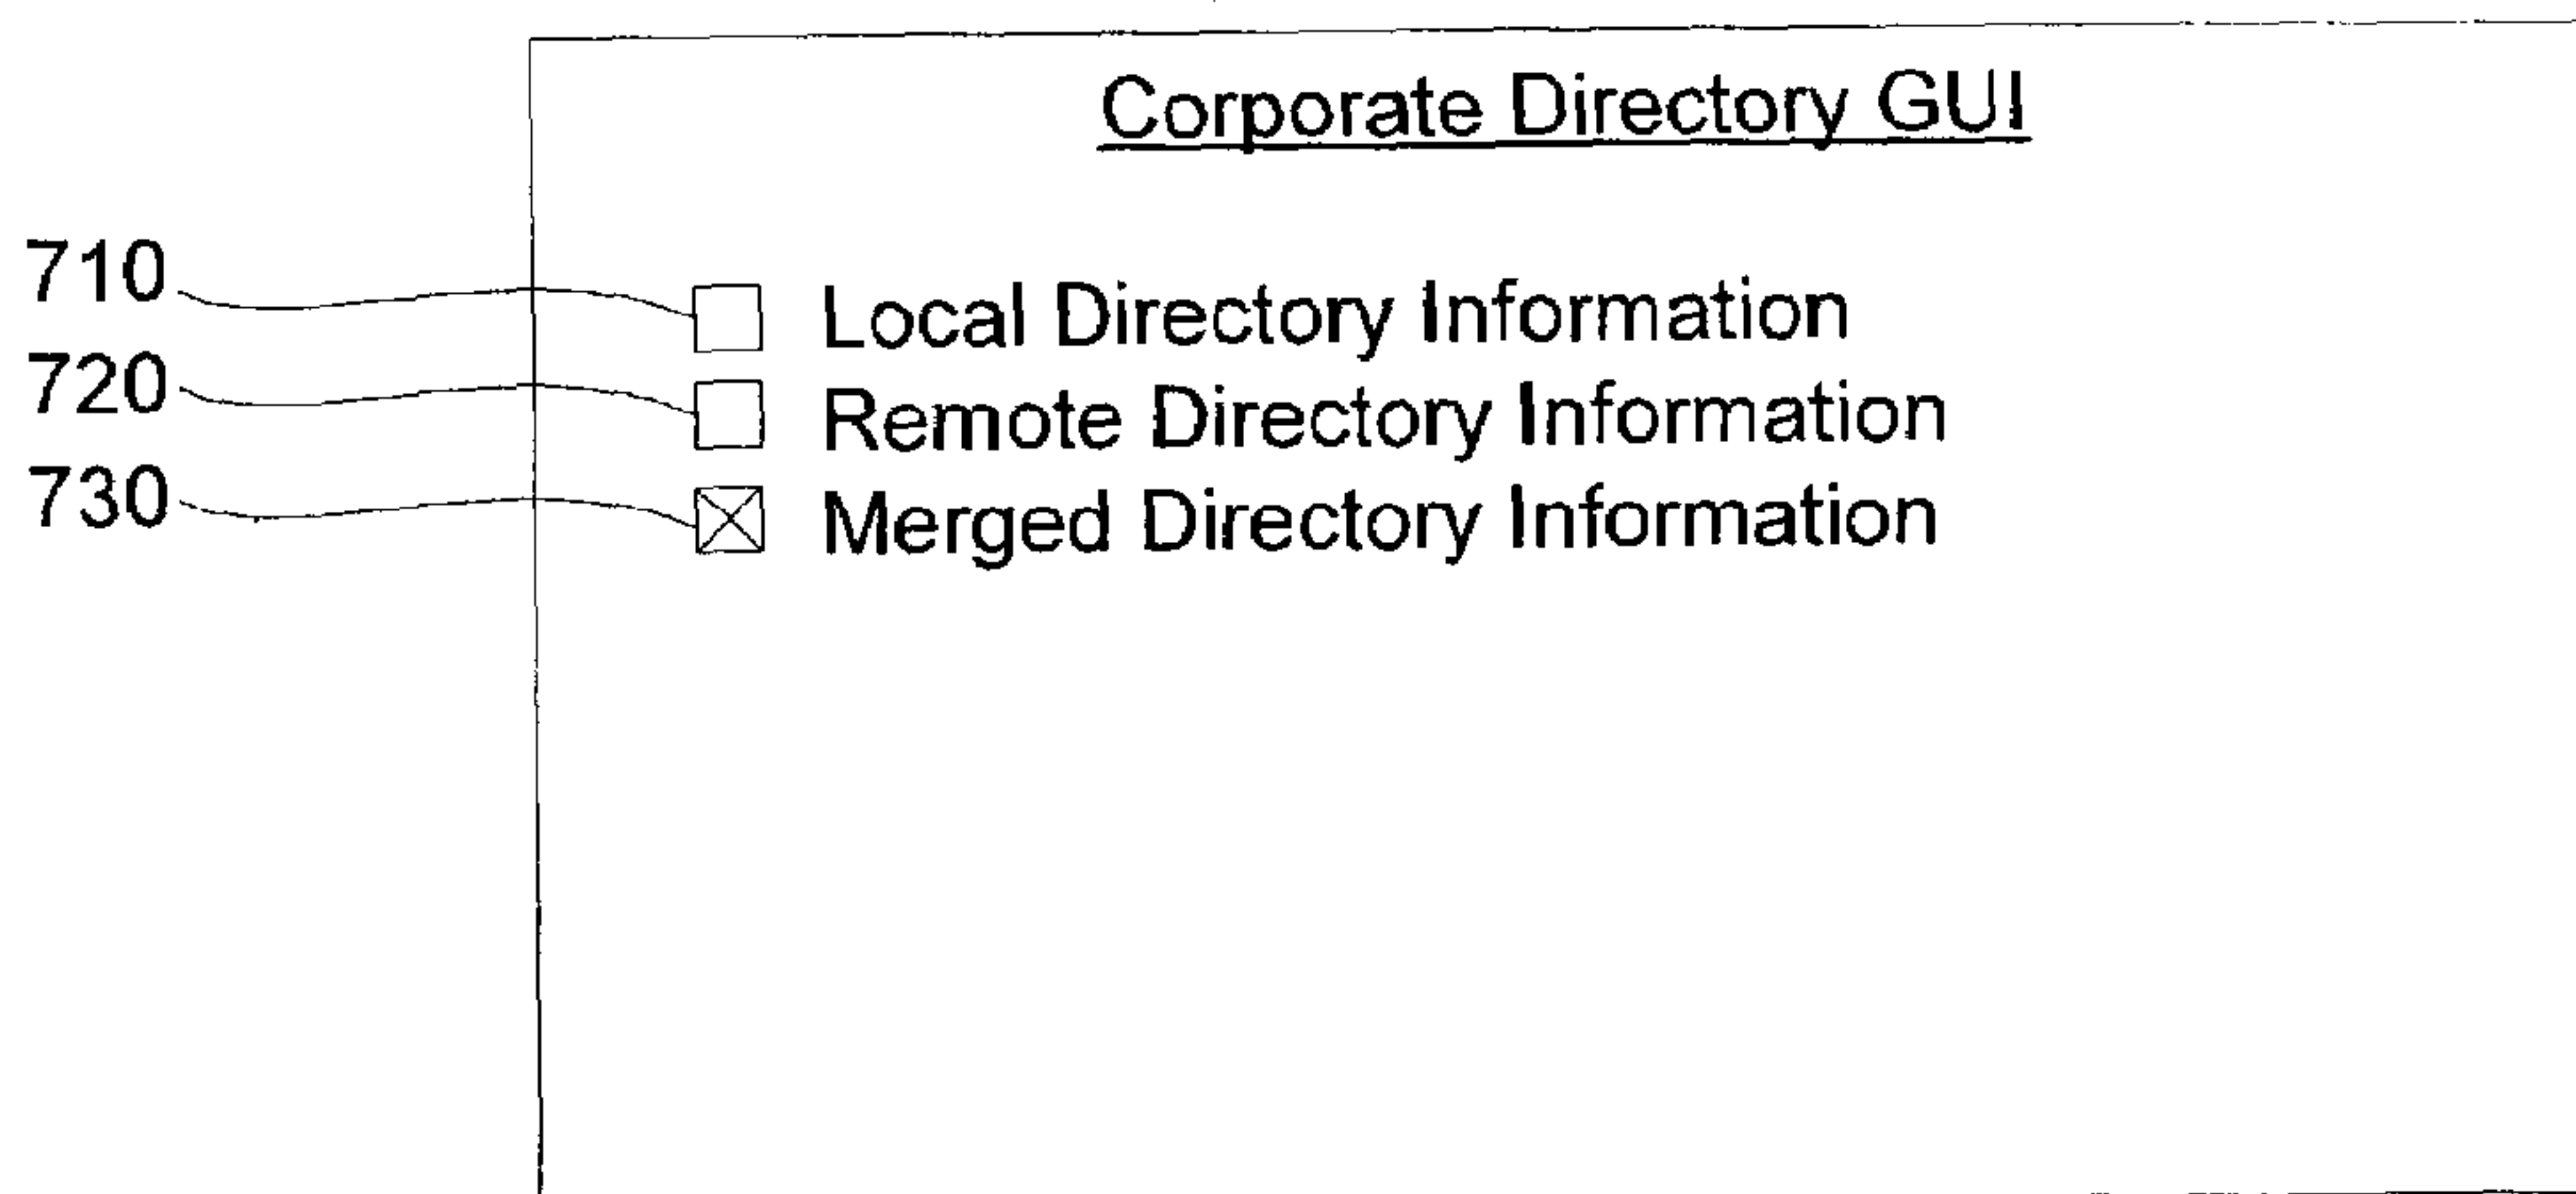 Corporate Directory GUI
710
Local Directory Information
720
Remote Directory Information
730
Merged Directory Information